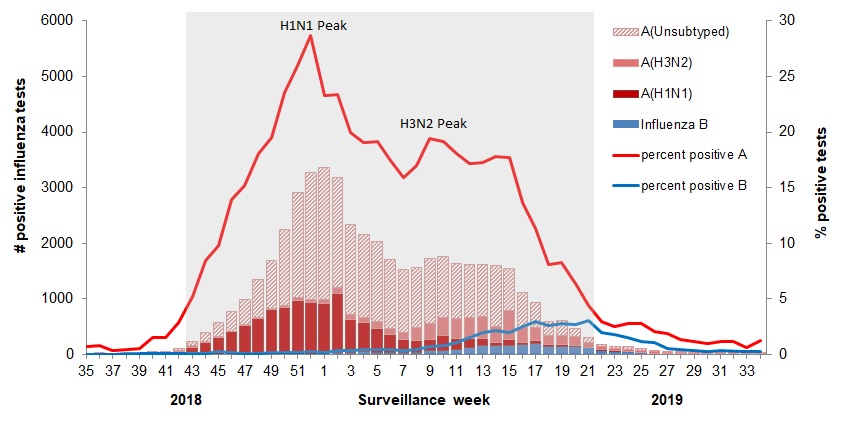 6000
5000
4000
3000
2000
1000
0
# positive influenza tests
H1N1 Peak
H3N2 Peak
A(Unsubtyped)
A(H3N2)
A(H1N1)
Influenza B
percent positive A
percent positive B
30
25
20
15
10
5
0
% positive tests
35 37 39 41 43 45 47 49 51 1 3 5 7 9 11 13 15 17 19 21 23 25 27 29 31 33
2018 Surveillance week 2019